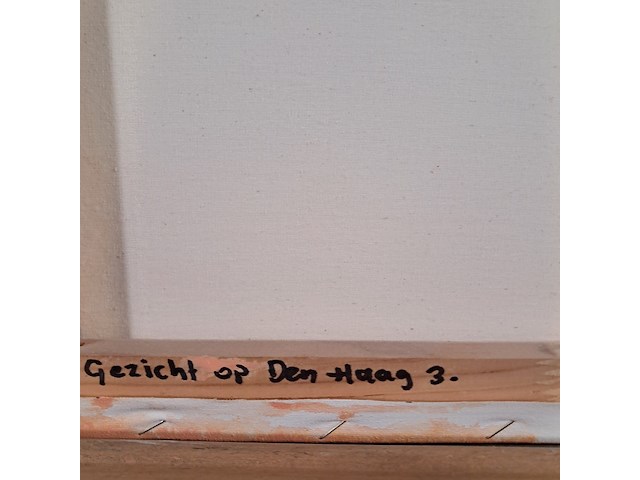 Gezicht op Den Haag 3.